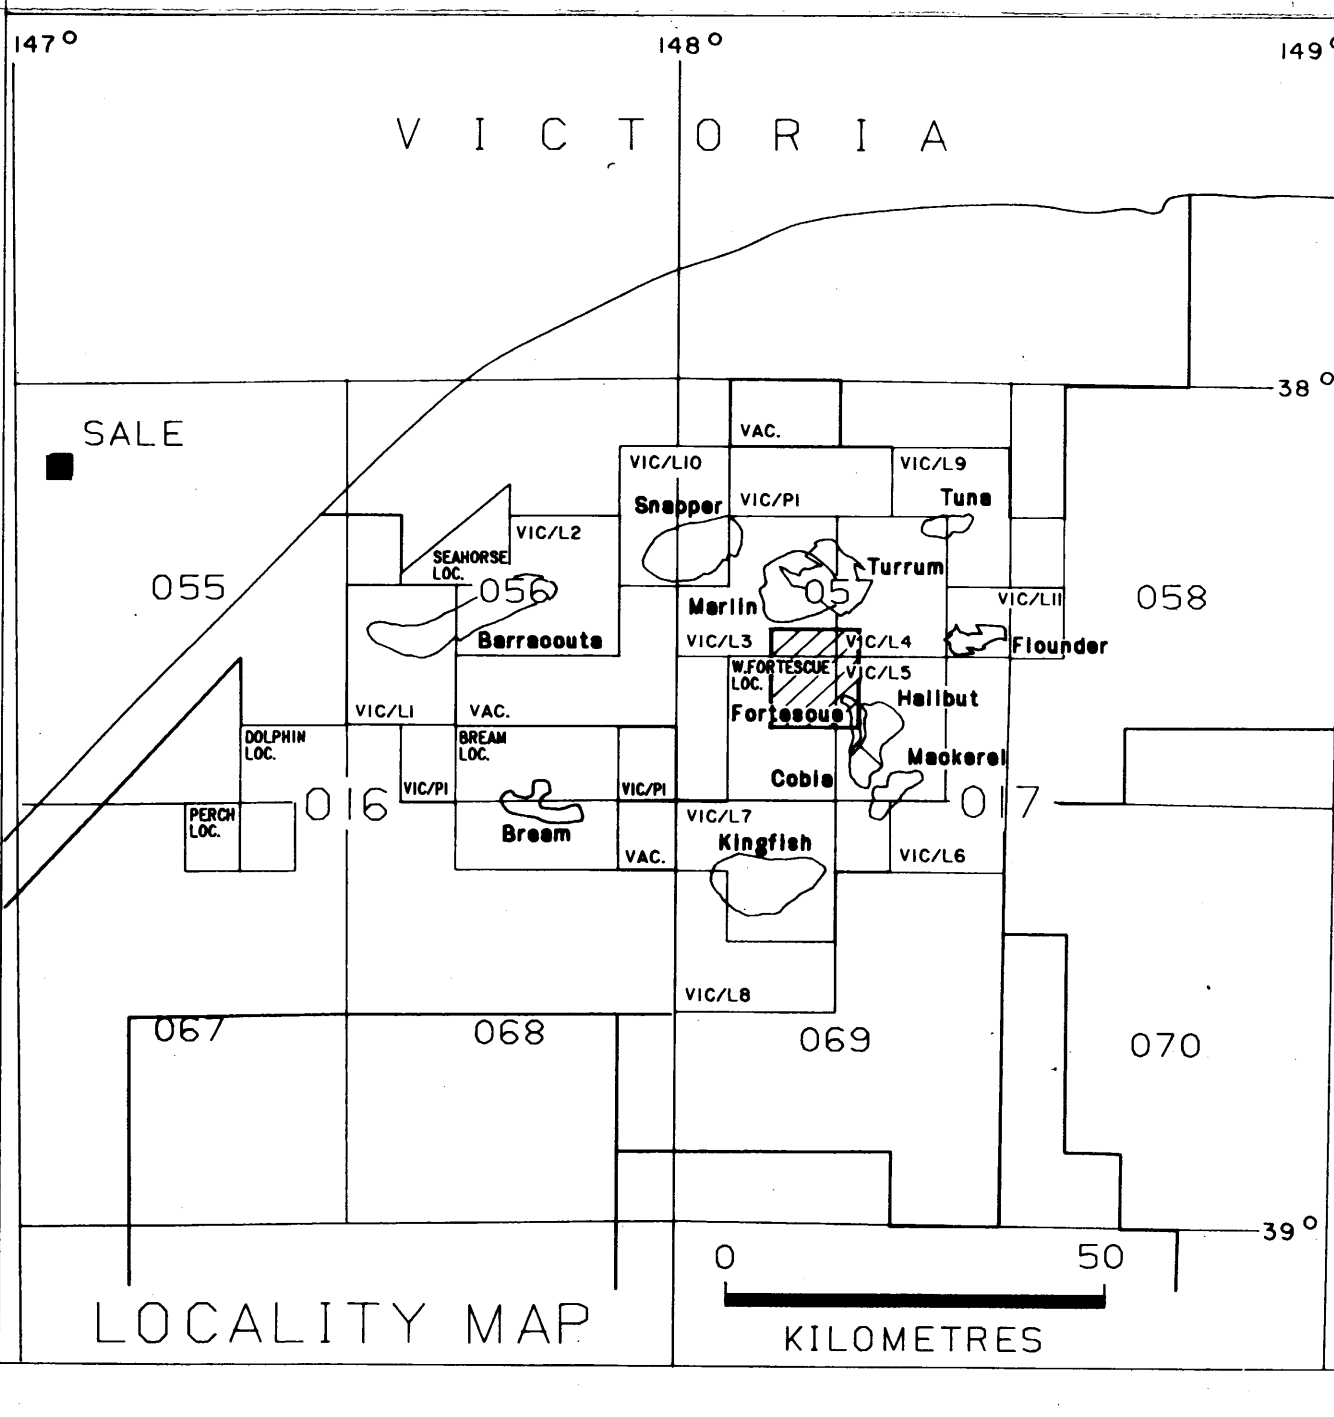 147°
148°
149°
VICTORIA
38°
SALE
VAC.
VIC/L10
VIC/L9
Snapper
VIC/P1
Tuna
VIC/L2
SEAHORSE
LOC.
Turrum
055
056
05
058
Marlin
VIC/L11
Barracouta
VIC/L3
VIC/L4
Flounder
W.FORTESCUE
LOC.
VIC/L5
Halibut
VIC/L1
VAC.
Fortescue
DOLPHIN
LOC.
BREAM
LOC.
Mackerel
Cobia
VIC/P1
VIC/P1
016
017
PERCH
LOC.
Bream
VIC/L7
Kingfish
VAC.
VIC/L6
VIC/L8
067
068
069
070
39°
0
50
LOCALITY MAP
KILOMETRES